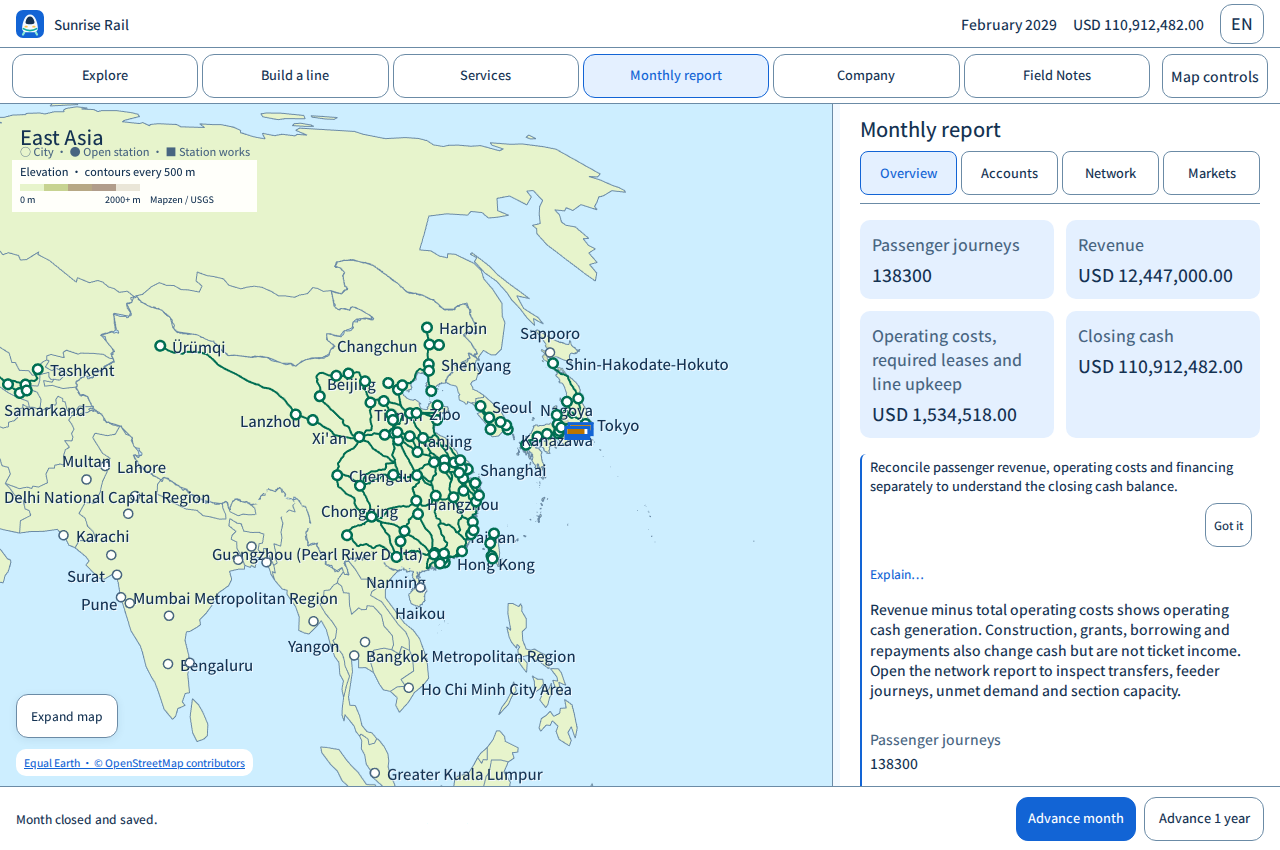 Sunrise Rail
February 2029
USD 110,912,482.00
EN
Explore
Build a line
Services
Monthly report
Company
Field Notes
Map controls
East Asia
City • Open station • Station works
Elevation • contours every 500 m
0 m
2000+ m
Mapzen / USGS
Harbin
Sapporo
Changchun
Ürümqi
Shenyang
Shin-Hakodate-Hokuto
Tashkent
Beijing
Samarkand
Seoul
Nagoya
Tianjin
Zibo
Lanzhou
Tokyo
Xi'an
Nanjing
Kanazawa
Multan
Lahore
Shanghai
Chengdu
Delhi National Capital Region
Hangzhou
Chongqing
Karachi
Taiwan
Guangzhou (Pearl River Delta)
Hong Kong
Surat
Nanning
Pune
Mumbai Metropolitan Region
Haikou
Yangon
Bangkok Metropolitan Region
Bengaluru
Ho Chi Minh City Area
Greater Kuala Lumpur
Expand map
Equal Earth • © OpenStreetMap contributors
Monthly report
Overview
Accounts
Network
Markets
Passenger journeys
138300
Revenue
USD 12,447,000.00
Operating costs,
required leases and
line upkeep
USD 1,534,518.00
Closing cash
USD 110,912,482.00
Reconcile passenger revenue, operating costs and financing
separately to understand the closing cash balance.
Got it
Explain…
Revenue minus total operating costs shows operating
cash generation. Construction, grants, borrowing and
repayments also change cash but are not ticket income.
Open the network report to inspect transfers, feeder
journeys, unmet demand and section capacity.
Passenger journeys
138300
Month closed and saved.
Advance month
Advance 1 year